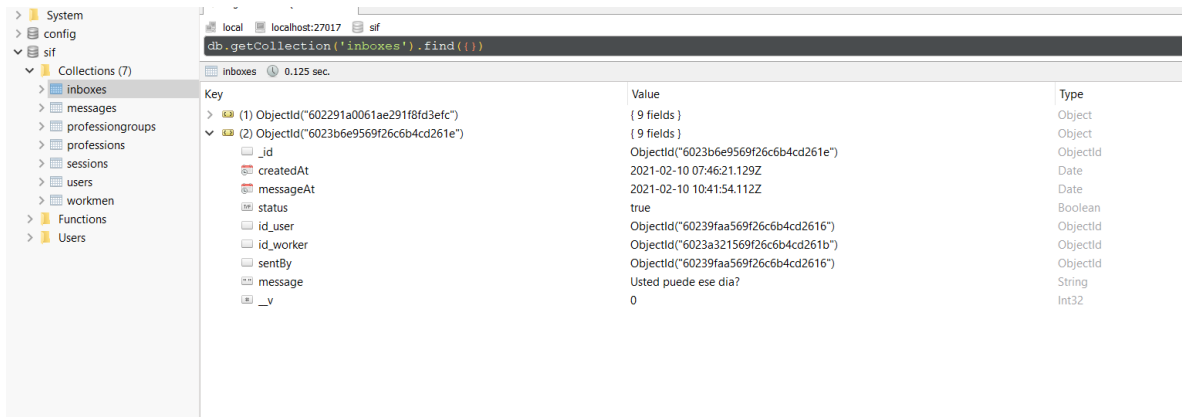 System
config
sif
Collections (7)
inboxes
messages
professiongroups
professions
sessions
users
workmen
Functions
Users
local localhost:27017 sif
db.getCollection('inboxes').find({})
inboxes 0.125 sec.
Key Value Type
(1) ObjectId("602291a0061ae291f8fd3efc") { 9 fields } Object
(2) ObjectId("6023b6e9569f26c6b4cd261e") { 9 fields } Object
_id ObjectId("6023b6e9569f26c6b4cd261e") ObjectId
createdAt 2021-02-10 07:46:21.129Z Date
messageAt 2021-02-10 10:41:54.112Z Date
status true Boolean
id_user ObjectId("60239faa569f26c6b4cd2616") ObjectId
id_worker ObjectId("6023a321569f26c6b4cd261b") ObjectId
sentBy ObjectId("60239faa569f26c6b4cd2616") ObjectId
message Usted puede ese dia? String
__v 0 Int32